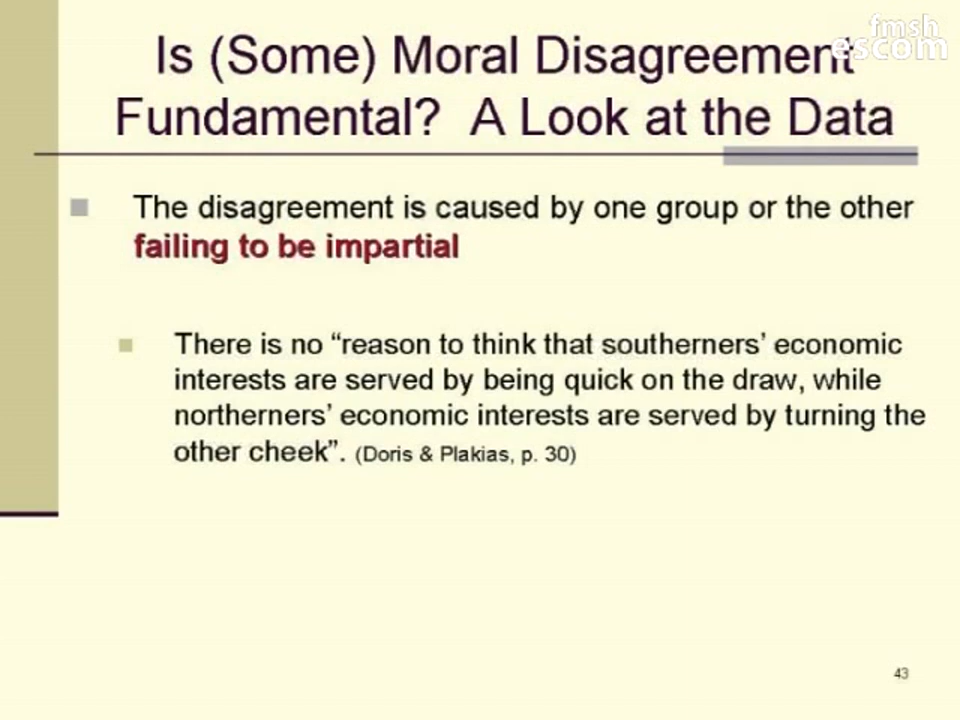 fmsh
escom
Is (Some) Moral Disagreement
Fundamental? A Look at the Data
The disagreement is caused by one group or the other
failing to be impartial
There is no “reason to think that southerners’ economic
interests are served by being quick on the draw, while
northerners’ economic interests are served by turning the
other cheek”. (Doris & Plakias, p. 30)
43